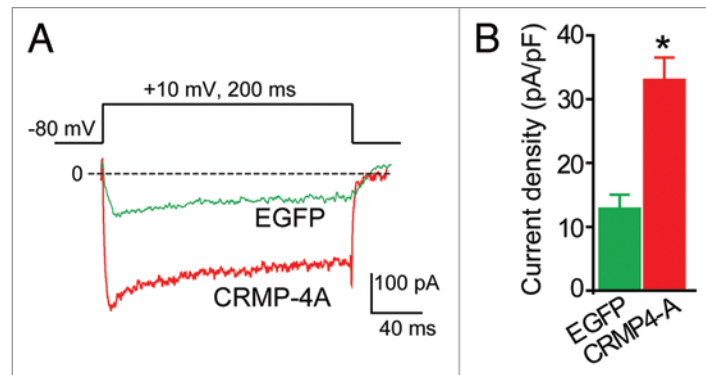 A
+10 mV, 200 ms
-80 mV
0
EGFP
CRMP-4A
100 pA
40 ms
B
Current density (pA/pF)
40
30
20
10
0
*
EGFP
CRMP4-A